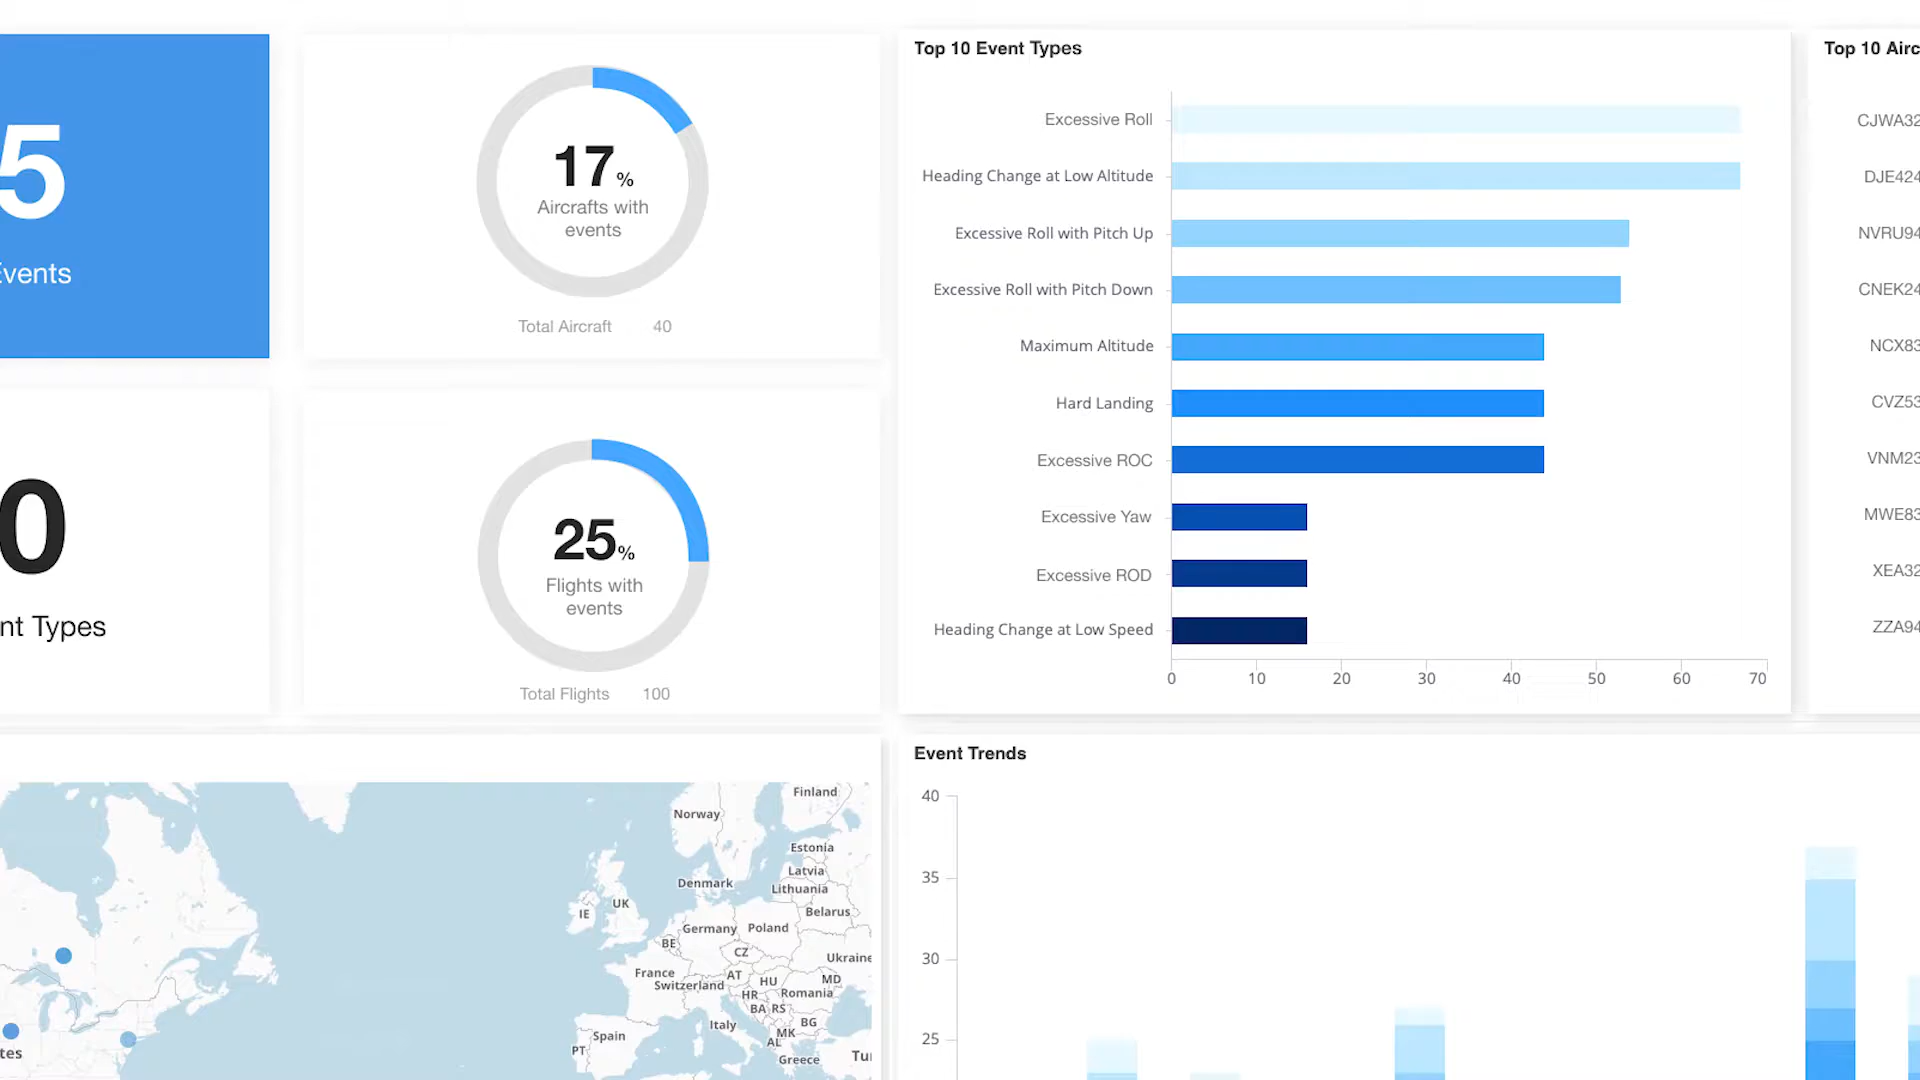 5
Events
17 %
Aircrafts with
events
Total Aircraft 40
0
nt Types
25 %
Flights with
events
Total Flights 100
Top 10 Event Types
Excessive Roll
Heading Change at Low Altitude
Excessive Roll with Pitch Up
Excessive Roll with Pitch Down
Maximum Altitude
Hard Landing
Excessive ROC
Excessive Yaw
Excessive ROD
Heading Change at Low Speed
0 10 20 30 40 50 60 70
Top 10 Airc
CJWA32
DJE424
NVRU94
CNEK24
NCX83
CVZ53
VNM23
MWE83
XEA32
ZZA94
Finland
Norway
Estonia
Latvia
Denmark
Lithuania
UK
IE
Belarus
Germany
Poland
BE
CZ
Ukraine
France
AT
HU
MD
Switzerland
HR
Romania
BA
RS
Italy
BG
Spain
MK
AL
PT
Greece
Tu
tes
Event Trends
40
35
30
25